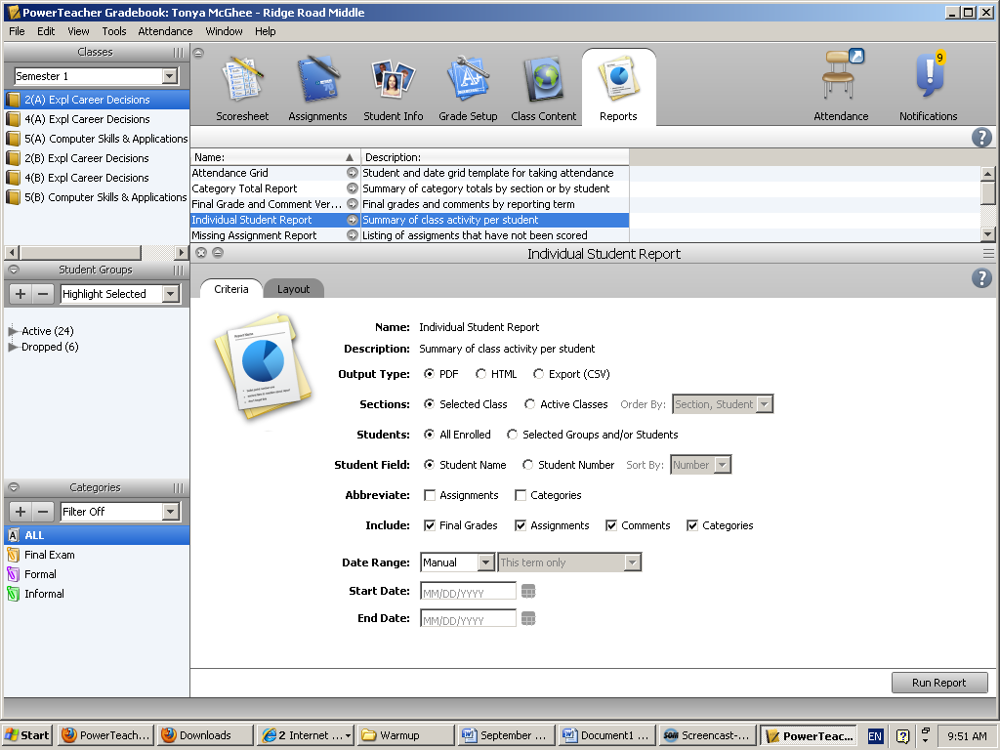 PowerTeacher Gradebook: Tonya McGhee - Ridge Road Middle
File Edit View Tools Attendance Window Help
Classes
Semester 1
2(A) Expl Career Decisions
4(A) Expl Career Decisions
5(A) Computer Skills & Applications
2(B) Expl Career Decisions
4(B) Expl Career Decisions
5(B) Computer Skills & Applications
Student Groups
Highlight Selected
Active (24)
Dropped (6)
Categories
Filter Off
ALL
Final Exam
Formal
Informal
Scoresheet Assignments Student Info Grade Setup Class Content Reports Attendance Notifications
9
Name: Description:
Attendance Grid Student and date grid template for taking attendance
Category Total Report Summary of category totals by section or by student
Final Grade and Comment Ver... Final grades and comments by reporting term
Individual Student Report Summary of class activity per student
Missing Assignment Report Listing of assigments that have not been scored
Individual Student Report
Criteria Layout
Name: Individual Student Report
Description: Summary of class activity per student
Output Type: PDF HTML Export (CSV)
Sections: Selected Class Active Classes Order By: Section, Student
Students: All Enrolled Selected Groups and/or Students
Student Field: Student Name Student Number Sort By: Number
Abbreviate: Assignments Categories
Include: Final Grades Assignments Comments Categories
Date Range: Manual This term only
Start Date: MM/DD/YYYY
End Date: MM/DD/YYYY
Run Report
Start PowerTeach... Downloads 2 Internet ... Warmup September ... Document1 ... Screencast-... PowerTeac... EN 9:51 AM